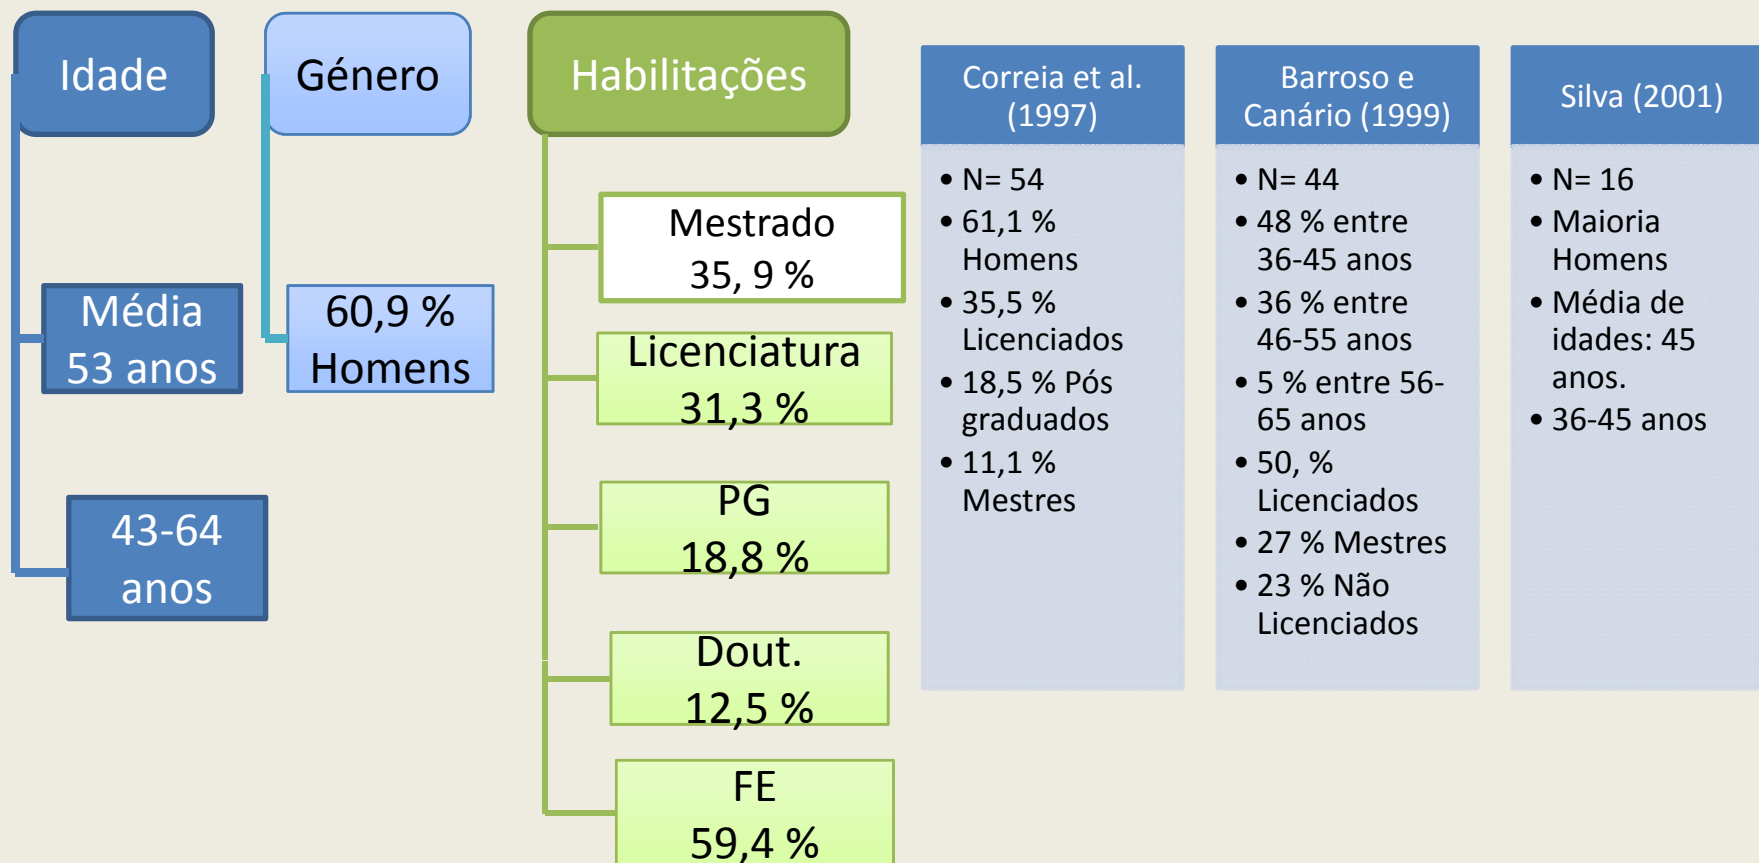 Idade
Média
53 anos
43-64
anos
Género
60,9 %
Homens
Habilitações
Mestrado
35, 9 %
Licenciatura
31,3 %
PG
18,8 %
Dout.
12,5 %
FE
59,4 %
Correia et al.
(1997)
• N= 54
• 61,1 %
Homens
• 35,5 %
Licenciados
• 18,5 % Pós
graduados
• 11,1 %
Mestres
Barroso e
Canário (1999)
• N= 44
• 48 % entre
36-45 anos
• 36 % entre
46-55 anos
• 5 % entre 56-
65 anos
• 50, %
Licenciados
• 27 % Mestres
• 23 % Não
Licenciados
Silva (2001)
• N= 16
• Maioria
Homens
• Média de
idades: 45
anos.
• 36-45 anos